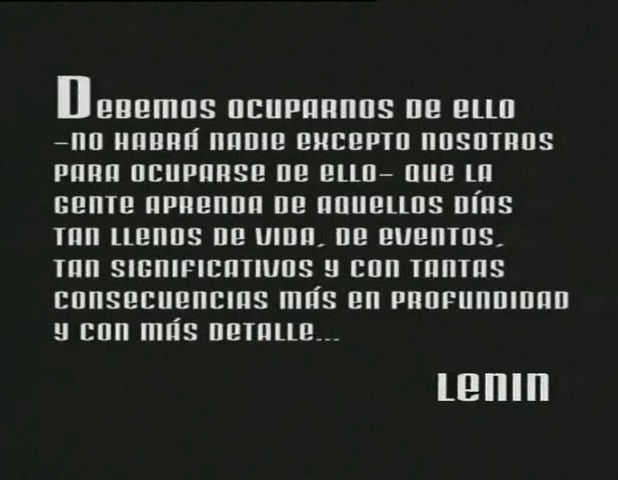 Debemos ocuparnos de ello
-no habrá nadie excepto nosotros
para ocuparse de ello- que la
gente aprenda de aquellos días
tan llenos de vida, de eventos,
tan significativos y con tantas
consecuencias más en profundidad
y con más detalle...
Lenin